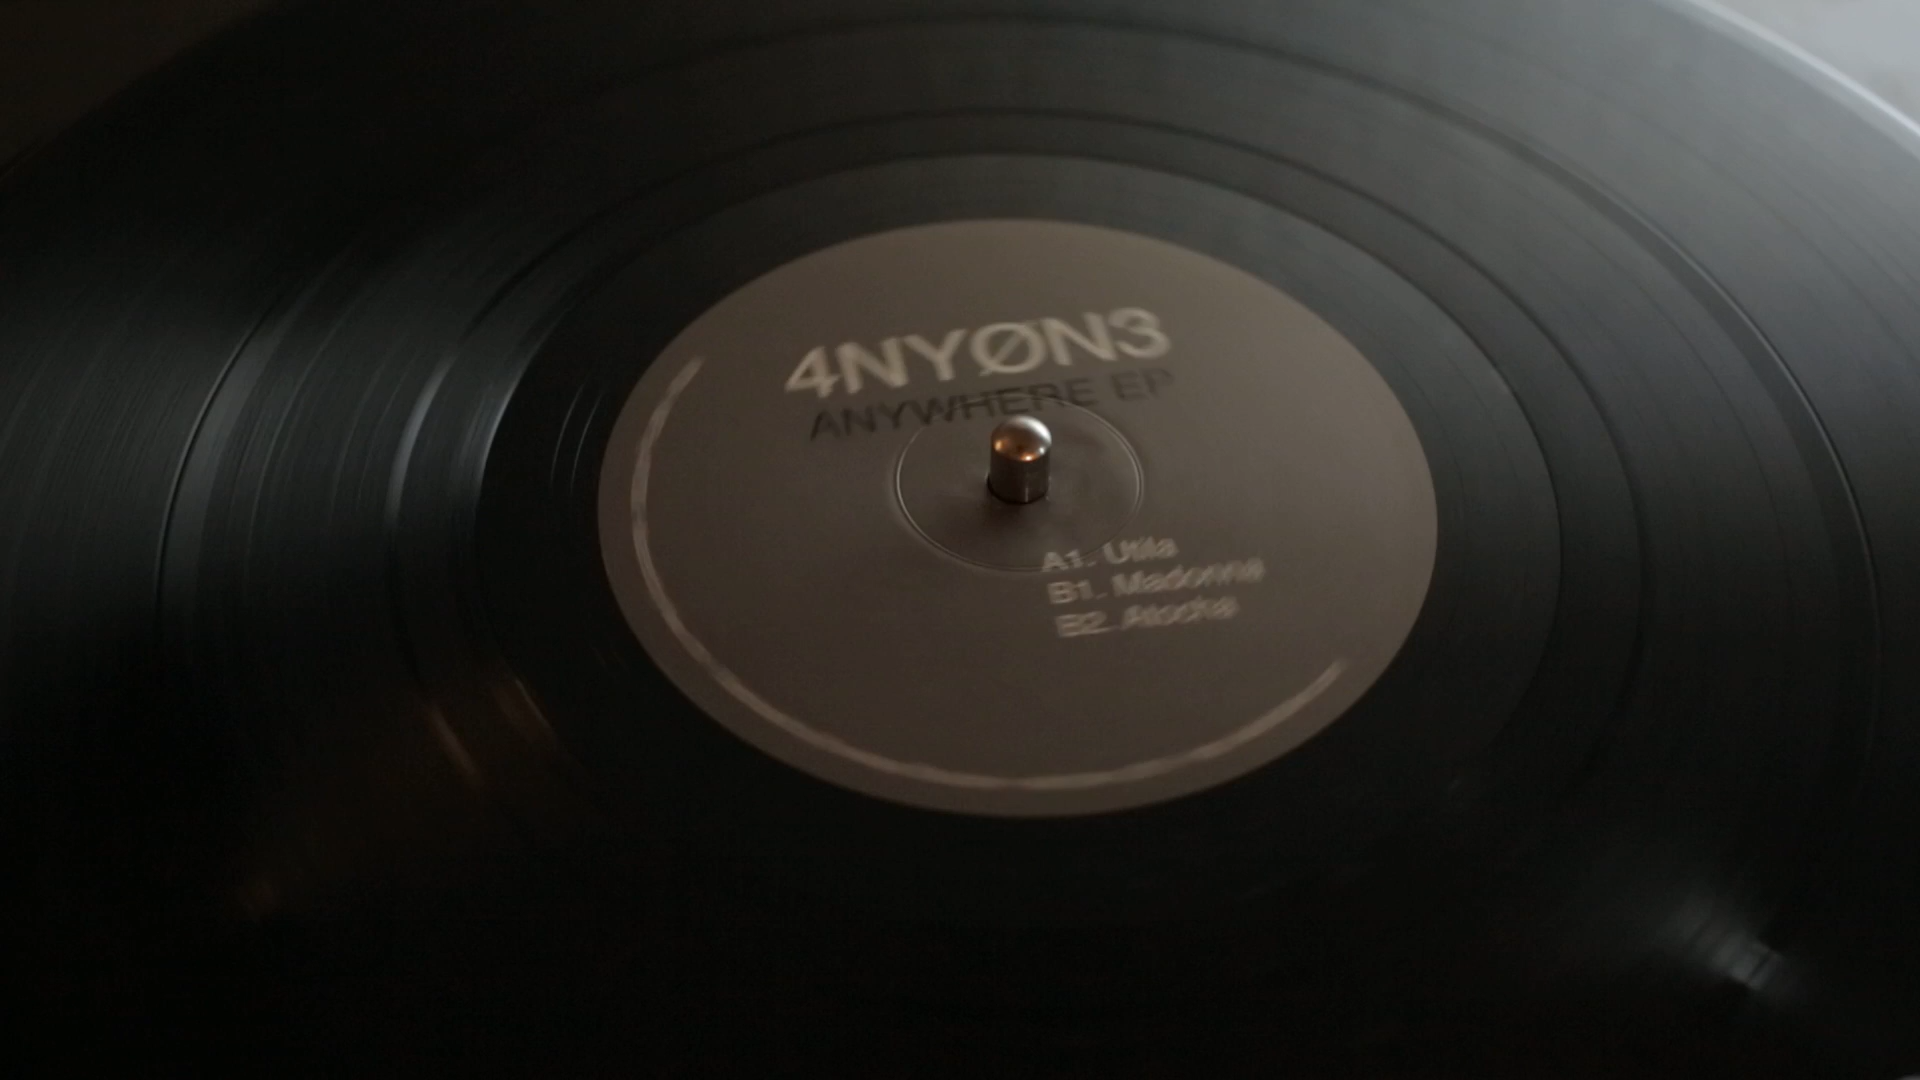 4NYØN3
ANYWHERE EP
A1. Utila
B1. Madonna
B2. Atocha